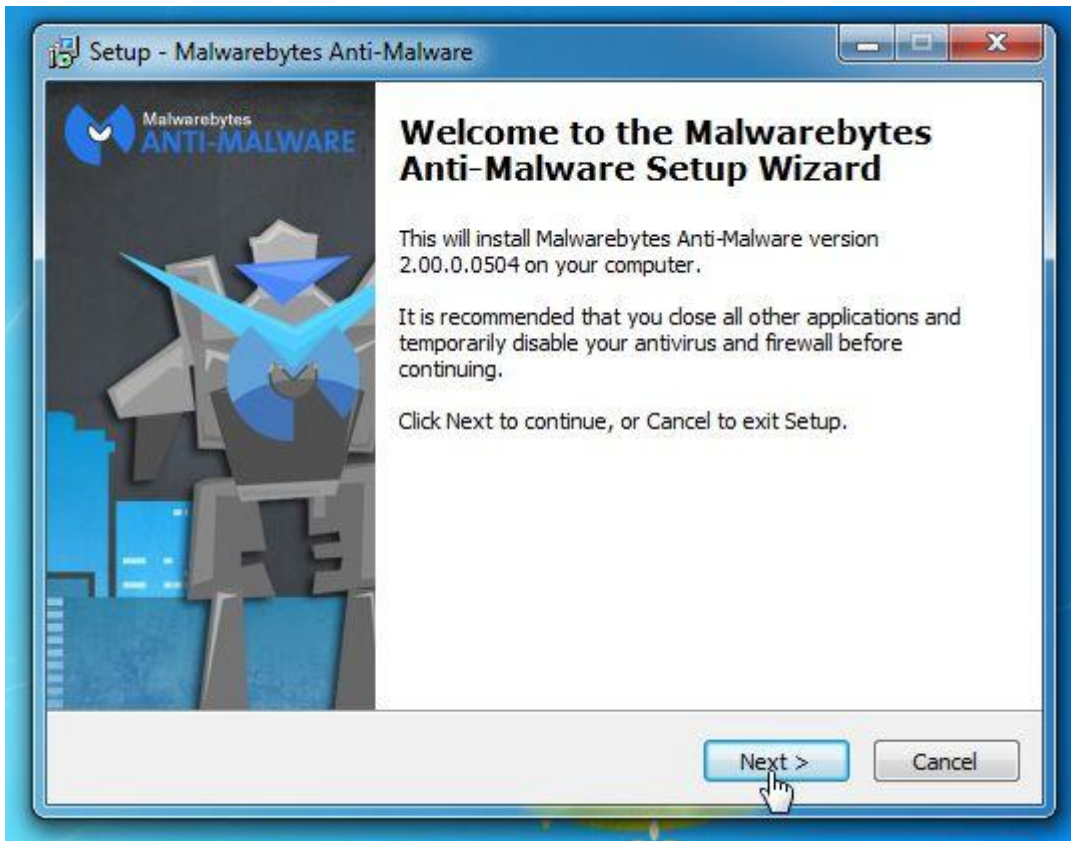 Setup - Malwarebytes Anti-Malware
Malwarebytes
ANTI-MALWARE
Welcome to the Malwarebytes
Anti-Malware Setup Wizard
This will install Malwarebytes Anti-Malware version
2.00.0.0504 on your computer.
It is recommended that you close all other applications and
temporarily disable your antivirus and firewall before
continuing.
Click Next to continue, or Cancel to exit Setup.
Next >
Cancel